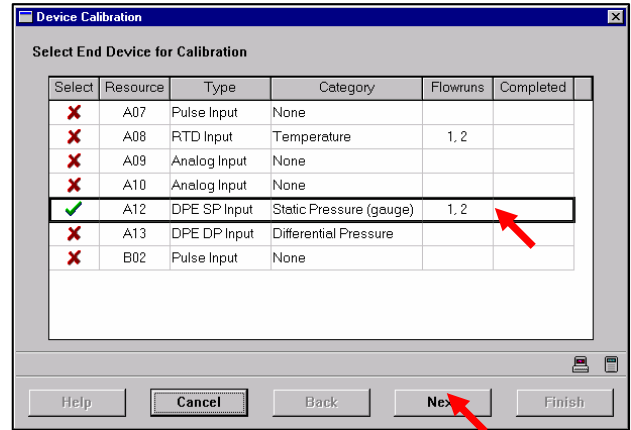 Device Calibration
Select End Device for Calibration
Select Resource Type Category Flowruns Completed
A07 Pulse Input None
A08 RTD Input Temperature 1, 2
A09 Analog Input None
A10 Analog Input None
A12 DPE SP Input Static Pressure (gauge) 1, 2
A13 DPE DP Input Differential Pressure
B02 Pulse Input None
Help Cancel Back Finish